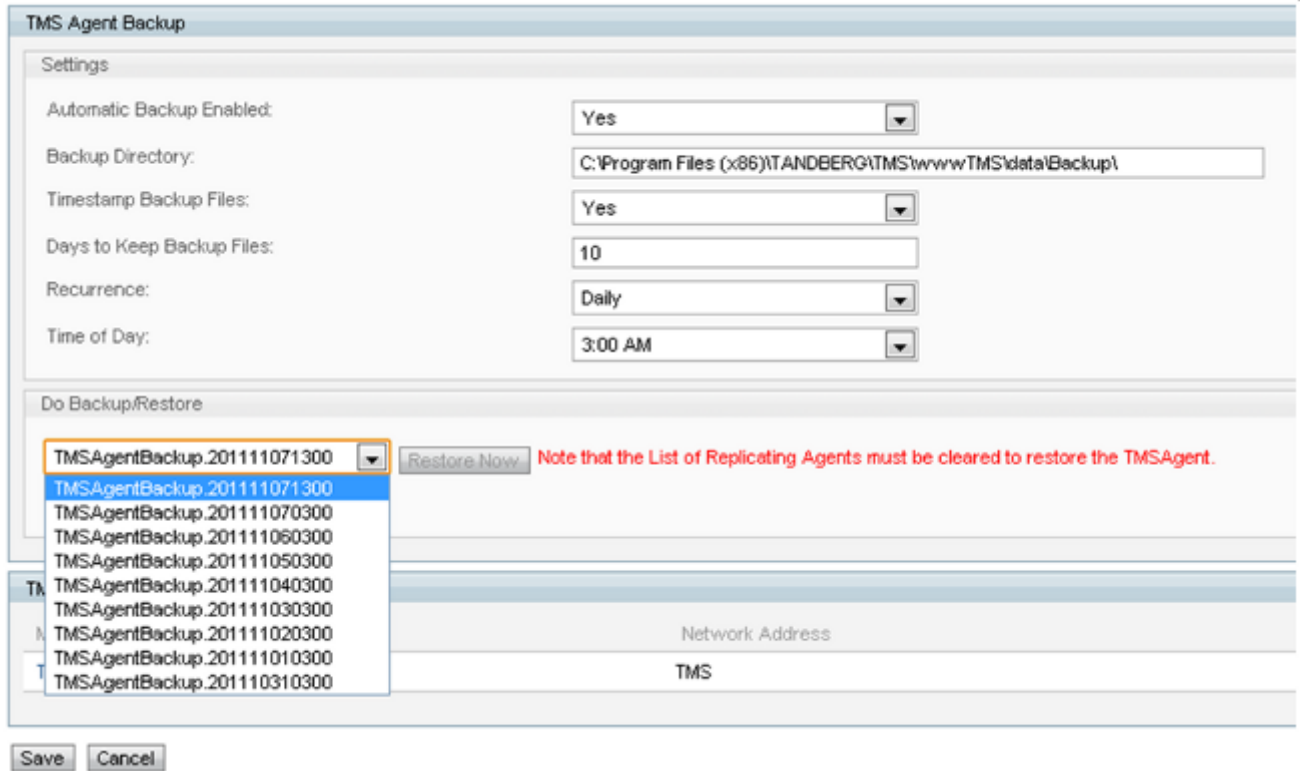 TMS Agent Backup
Settings
Automatic Backup Enabled: Yes
Backup Directory: C:\Program Files (x86)\TANDBERG\TMS\wwwTMS\data\Backup\
Timestamp Backup Files: Yes
Days to Keep Backup Files: 10
Recurrence: Daily
Time of Day: 3:00 AM
Do Backup/Restore
TMSAgentBackup.201111071300 Restore Now Note that the List of Replicating Agents must be cleared to restore the TMSAgent.
TMSAgentBackup.201111071300
TMSAgentBackup.201111070300
TMSAgentBackup.201111060300
TMSAgentBackup.201111050300
TMSAgentBackup.201111040300
TMSAgentBackup.201111030300
TMSAgentBackup.201111020300
Network Address
TMSAgentBackup.201111010300
TMS
TMSAgentBackup.201110310300
Save Cancel